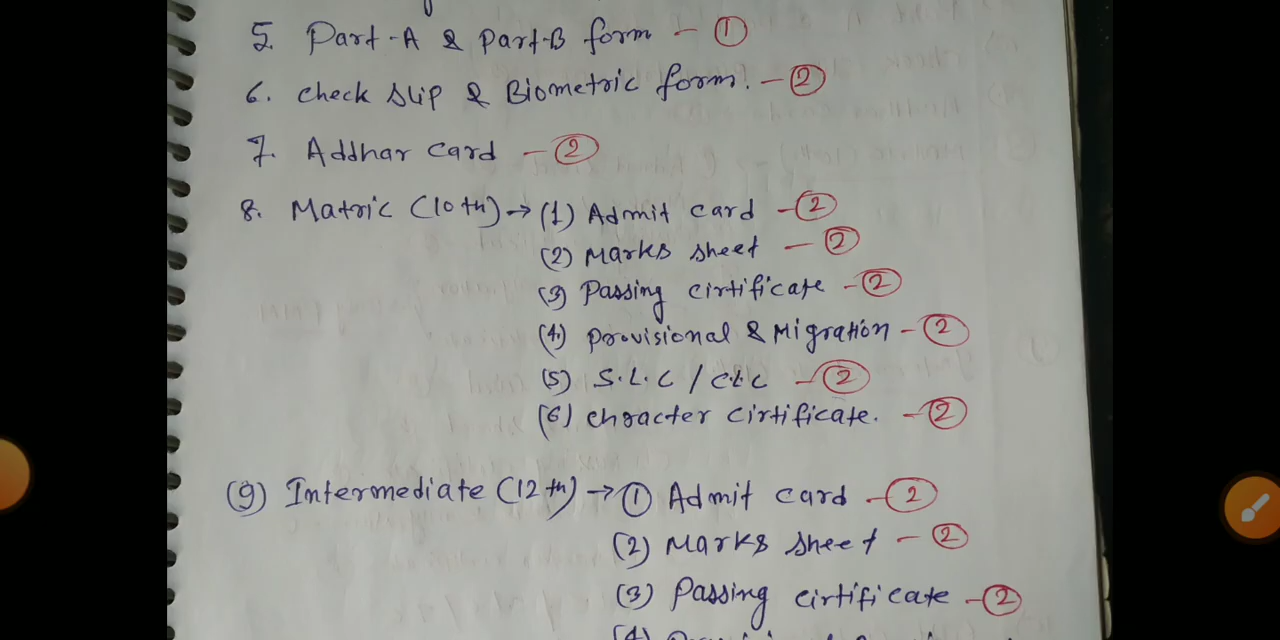 5. Part-A & Part-B form - ①
6. Check Slip & Biometric form. - ②
7. Addhar Card - ②
8. Matric (10th) → (1) Admit card - ②
(2) Marks sheet - ②
(3) Passing cirtificate - ②
(4) Provisional & Migration - ②
(5) S.L.C / C.L.C - ②
(6) Choacter cirtificate. - ②
(9) Intermediate (12th) → ① Admit card - ②
(2) Marks sheet - ②
(3) Passing cirtificate - ②
(4)